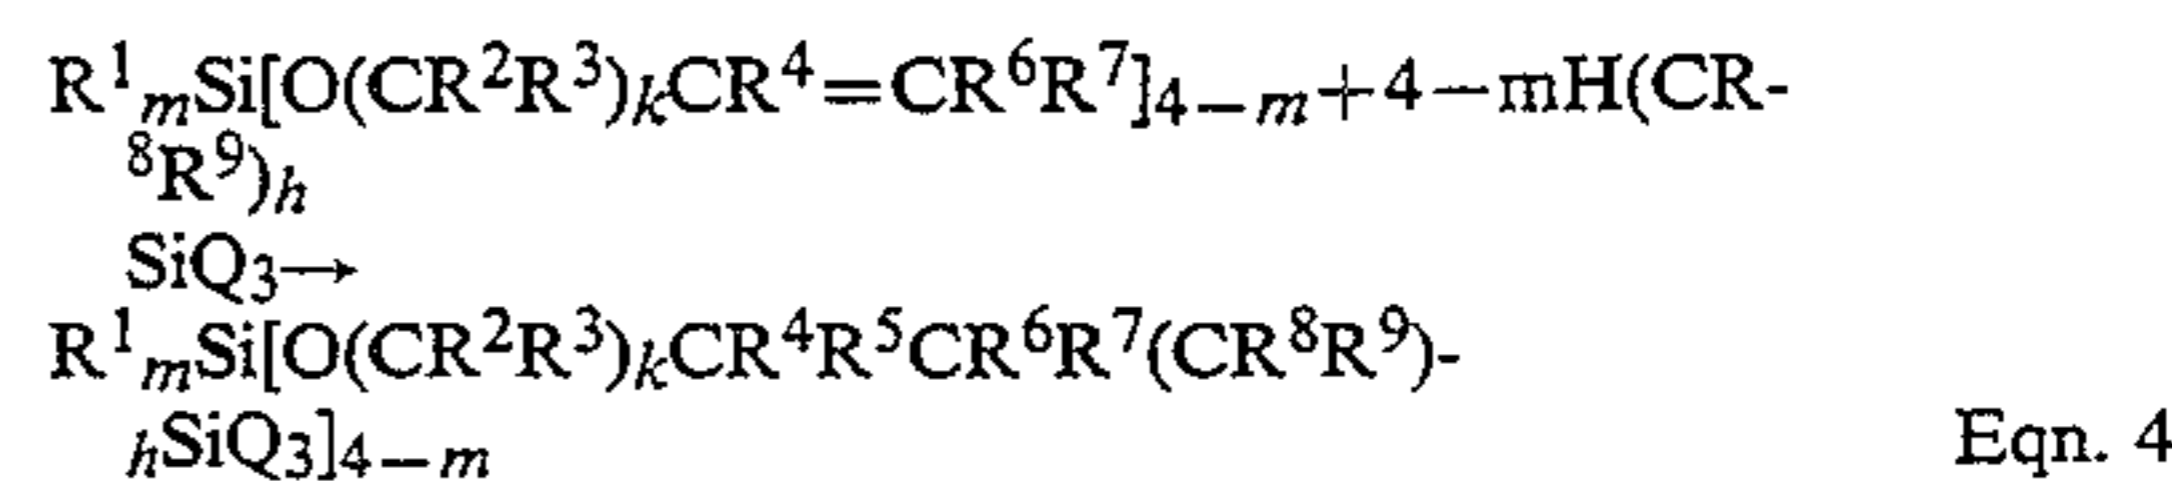 R¹ₘSi[O(CR²R³)ₖCR⁴=CR⁶R⁷]₄₋ₘ+4−mH(CR-
⁸R⁹)ₕ
SiQ₃→
R¹ₘSi[O(CR²R³)ₖCR⁴R⁵CR⁶R⁷(CR⁸R⁹)-
ₕSiQ₃]₄₋ₘ Eqn. 4